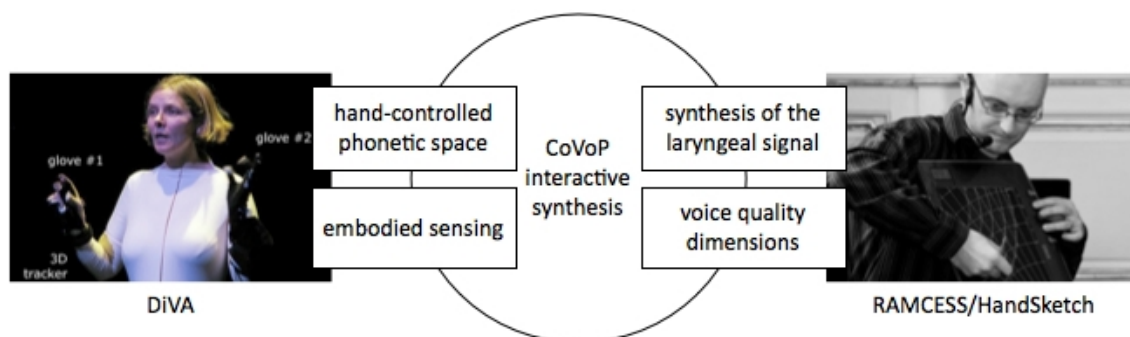 glove #1
glove #2
3D
tracker
DiVA
hand-controlled
phonetic space
embodied sensing
CoVoP
interactive
synthesis
synthesis of the
laryngeal signal
voice quality
dimensions
RAMCESS/HandSketch